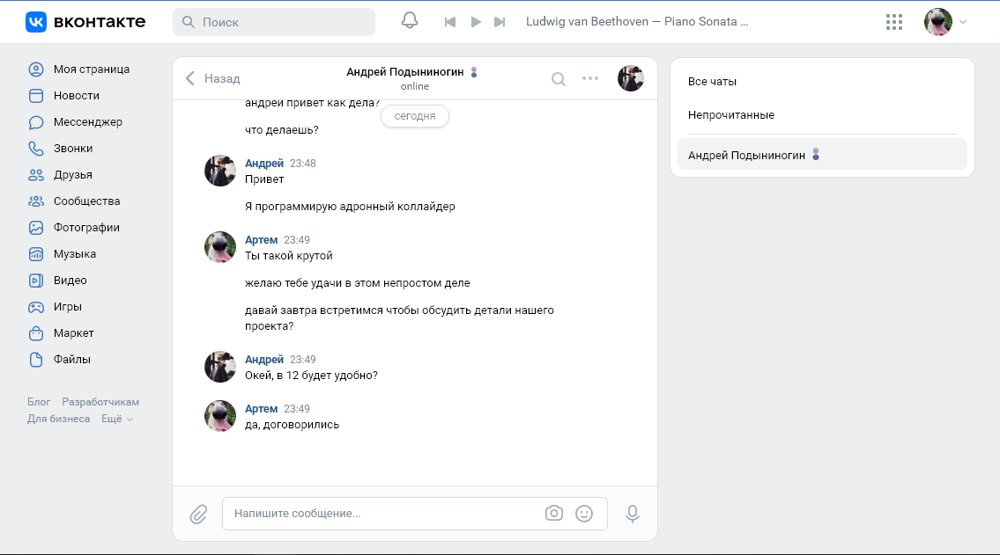 вконтакте
Поиск
Ludwig van Beethoven — Piano Sonata ...
Моя страница
Новости
Мессенджер
Звонки
Друзья
Сообщества
Фотографии
Музыка
Видео
Игры
Маркет
Файлы
Блог Разработчикам
Для бизнеса Ещё
Назад
Андрей Подыниногин
online
андрей привет как дела?
сегодня
что делаешь?
Андрей 23:48
Привет
Я программирую адронный коллайдер
Артем 23:49
Ты такой крутой
желаю тебе удачи в этом непростом деле
давай завтра встретимся чтобы обсудить детали нашего
проекта?
Андрей 23:49
Окей, в 12 будет удобно?
Артем 23:49
да, договорились
Напишите сообщение...
Все чаты
Непрочитанные
Андрей Подыниногин